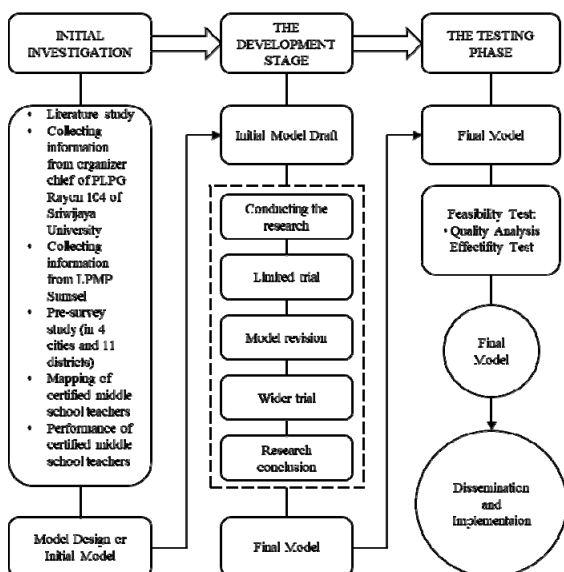 INITIAL
INVESTIGATION
THE
DEVELOPMENT
STAGE
THE TESTING
PHASE
• Literature study
• Collecting
information
from organizer
chief of PLPG
Rayon 104 of
Sriwijaya
University
• Collecting
information
from LPMP
Sumsel
• Pre-survey
study (in 4
cities and 11
districts)
• Mapping of
certified middle
school teachers
• Performance of
certified middle
school teachers
Model Design or
Initial Model
Initial Model Draft
Conducting the
research
Limited trial
Model revision
Wider trial
Research
conclusion
Final Model
Final Model
Feasibility Test:
• Quality Analysis
Effectifity Test
Final
Model
Dissemination
and
Implementaion